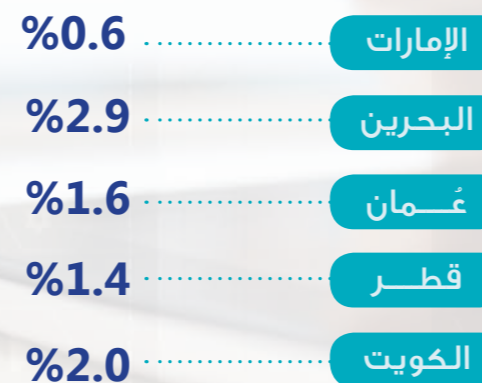 الإمارات %0.6
البحرين %2.9
عُـــمان %1.6
قطـــر %1.4
الكويت %2.0